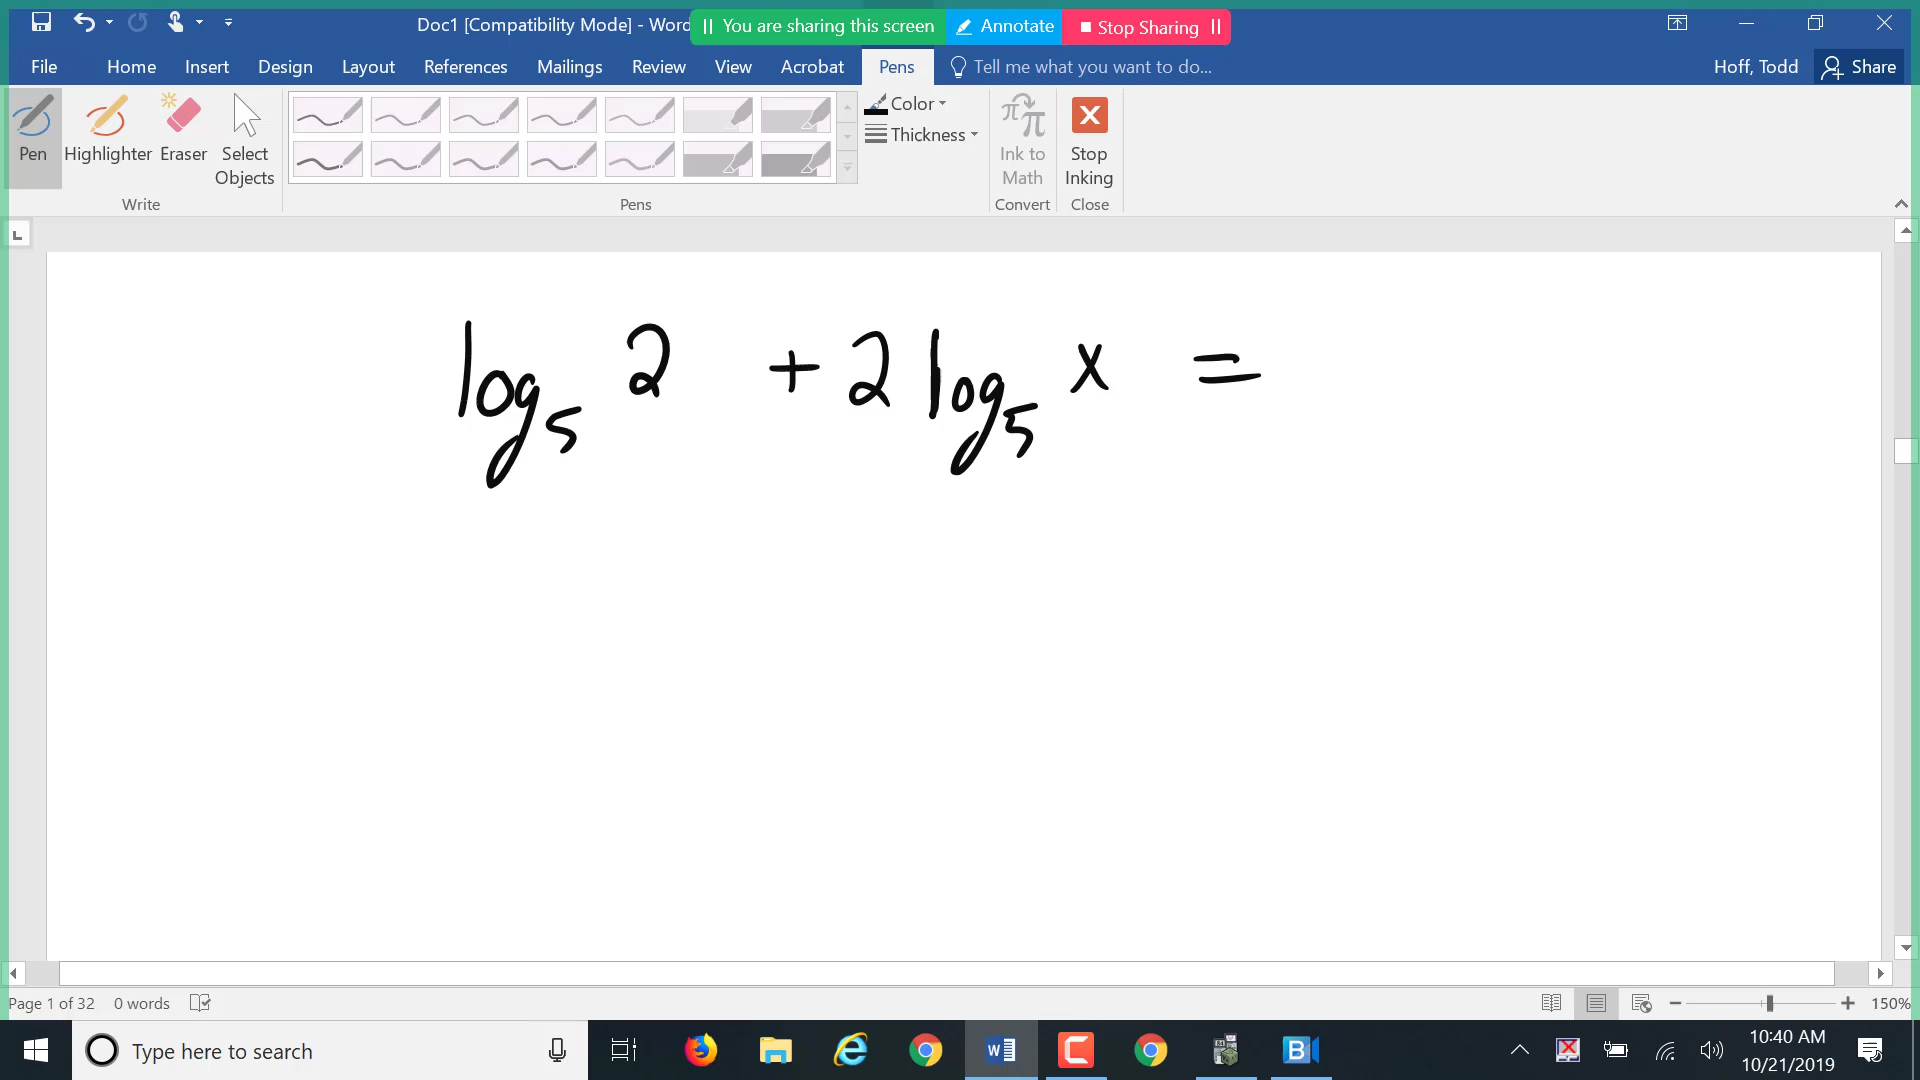 Doc1 [Compatibility Mode] - Word
You are sharing this screen
Annotate
Stop Sharing
File Home Insert Design Layout References Mailings Review View Acrobat Pens Tell me what you want to do... Hoff, Todd Share
Pen Highlighter Eraser Select Objects
Color
Thickness
Ink to Math
Stop Inking
Write Pens Convert Close
log₅ 2 + 2 log₅ x =
Page 1 of 32 0 words 150%
Type here to search
10:40 AM
10/21/2019